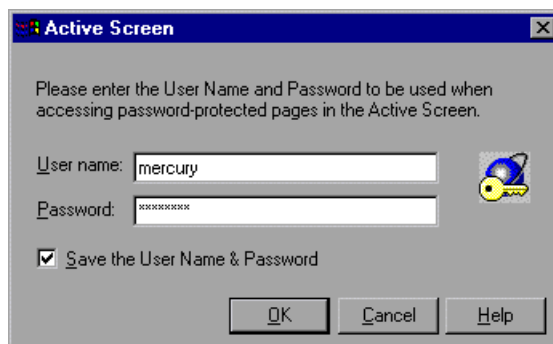 Active Screen
Please enter the User Name and Password to be used when
accessing password-protected pages in the Active Screen.
User name: mercury
Password: ********
Save the User Name & Password
OK Cancel Help